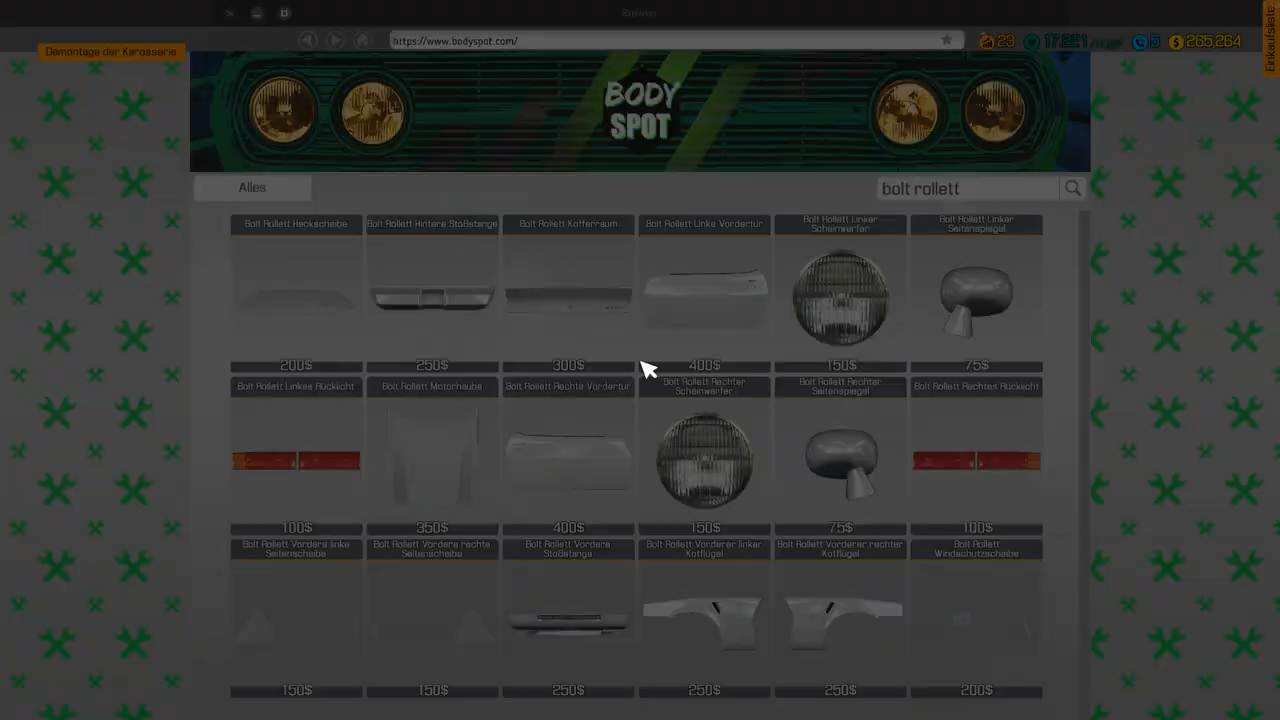 Browser
https://www.bodyspot.com/
Demontage der Karosserie
23
5
265.264
Einkaufsliste
BODY
SPOT
Alles
bolt rollett
Bolt Rollett Heckscheibe
Bolt Rollett Hintere Stoßstange
Bolt Rollett Kofferraum
Bolt Rollett Linke Vordertür
Bolt Rollett Linker
Scheinwerfer
Bolt Rollett Linker
Seitenspiegel
200$
250$
300$
400$
150$
75$
Bolt Rollett Linkes Rücklicht
Bolt Rollett Motorhaube
Bolt Rollett Rechte Vordertür
Bolt Rollett Rechter
Scheinwerfer
Bolt Rollett Rechter
Seitenspiegel
Bolt Rollett Rechtes Rücklicht
100$
350$
400$
150$
75$
100$
Bolt Rollett Vordere linke
Seitenscheibe
Bolt Rollett Vordere rechte
Seitenscheibe
Bolt Rollett Vordere
Stoßstange
Bolt Rollett Vorderer linker
Kotflügel
Bolt Rollett Vorderer rechter
Kotflügel
Bolt Rollett
Windschutzscheibe
150$
150$
250$
250$
250$
200$